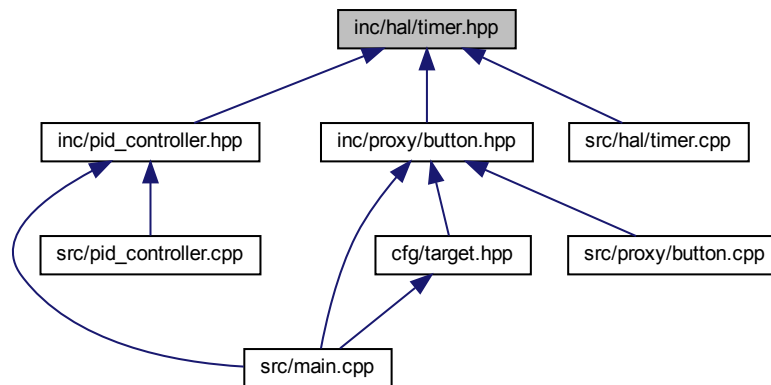 inc/hal/timer.hpp
inc/pid_controller.hpp
inc/proxy/button.hpp
src/hal/timer.cpp
src/pid_controller.cpp
cfg/target.hpp
src/proxy/button.cpp
src/main.cpp